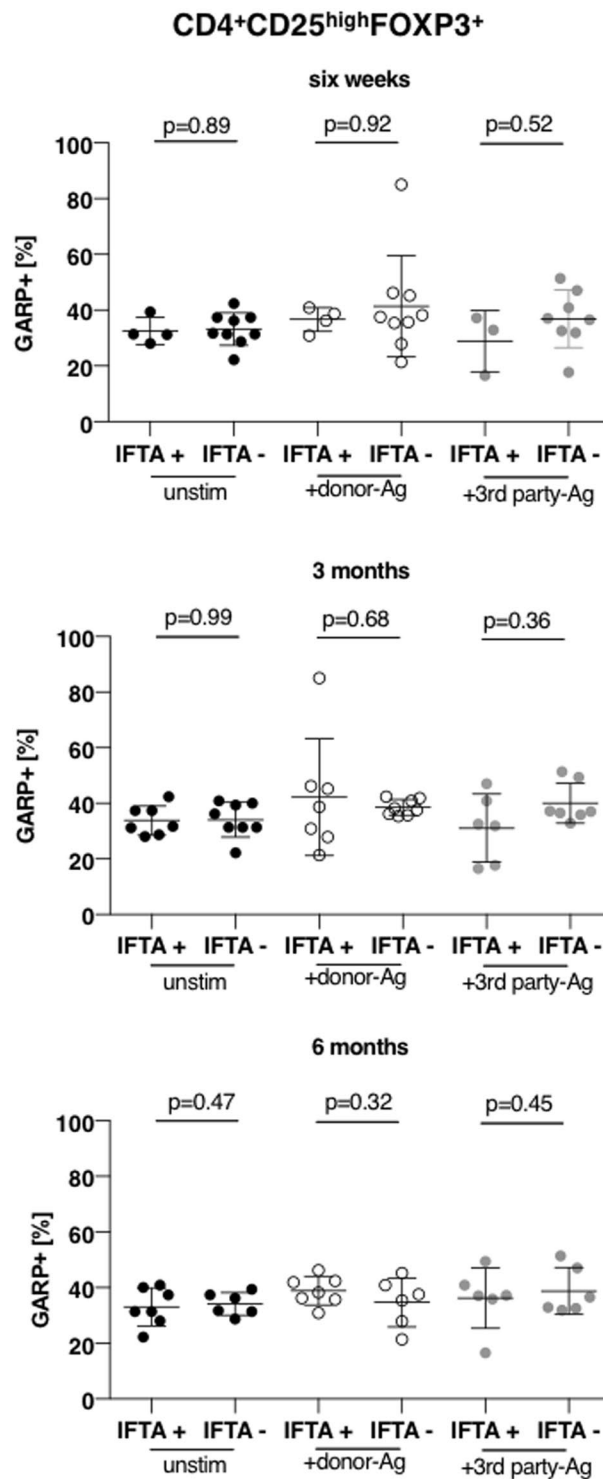 CD4+CD25highFOXP3+
six weeks
p=0.89 p=0.92 p=0.52
GARP+ [%]
100
80
60
40
20
0
IFTA + IFTA - IFTA + IFTA - IFTA + IFTA -
unstim +donor-Ag +3rd party-Ag
3 months
p=0.99 p=0.68 p=0.36
GARP+ [%]
100
80
60
40
20
0
IFTA + IFTA - IFTA + IFTA - IFTA + IFTA -
unstim +donor-Ag +3rd party-Ag
6 months
p=0.47 p=0.32 p=0.45
GARP+ [%]
100
80
60
40
20
0
IFTA + IFTA - IFTA + IFTA - IFTA + IFTA -
unstim +donor-Ag +3rd party-Ag